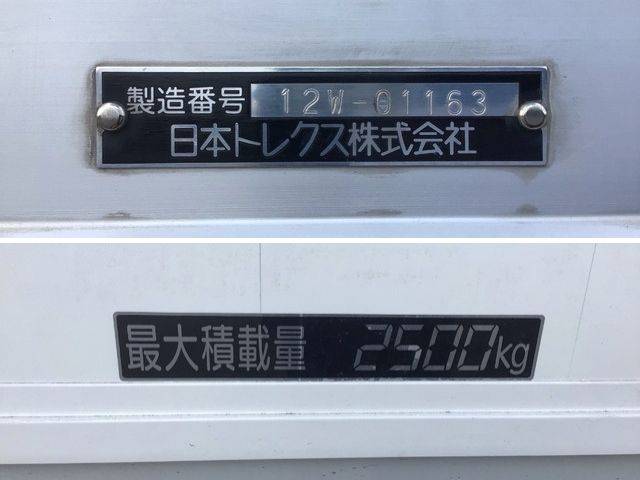 製造番号 12W-01163
日本トレクス株式会社
最大積載量 2500kg